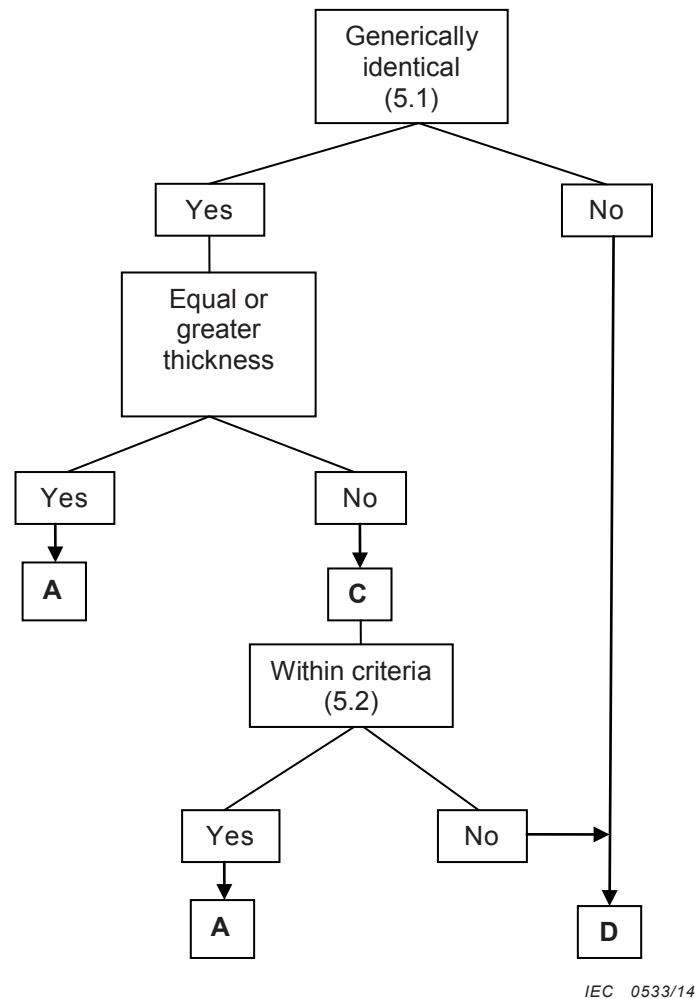 Generically
identical
(5.1)
Yes
No
Equal or
greater
thickness
Yes
No
A
C
Within criteria
(5.2)
Yes
No
A
D
IEC 0533/14